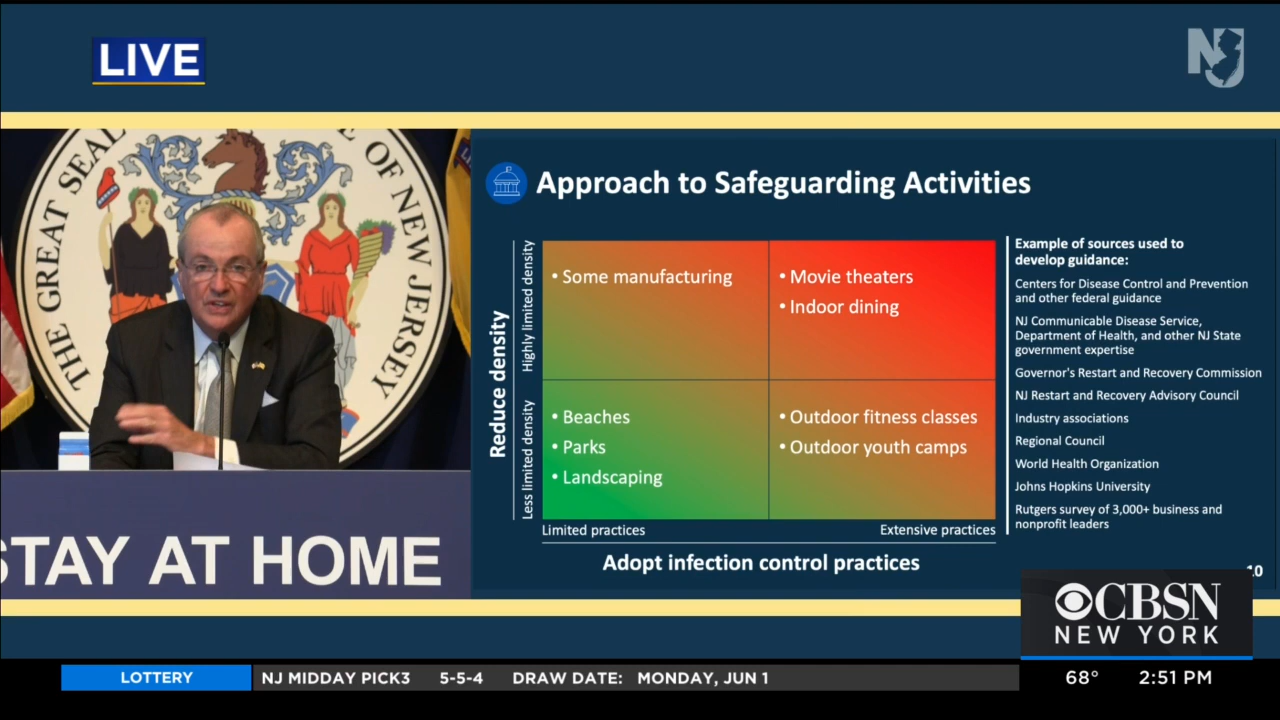 LIVE
NJ
THE GREAT SEAL
OF NEW JERSEY
STAY AT HOME
Approach to Safeguarding Activities
Reduce density
Highly limited density
Less limited density
• Some manufacturing
• Movie theaters
• Indoor dining
• Beaches
• Parks
• Landscaping
• Outdoor fitness classes
• Outdoor youth camps
Limited practices
Extensive practices
Adopt infection control practices
Example of sources used to
develop guidance:
Centers for Disease Control and Prevention
and other federal guidance
NJ Communicable Disease Service,
Department of Health, and other NJ State
government expertise
Governor's Restart and Recovery Commission
NJ Restart and Recovery Advisory Council
Industry associations
Regional Council
World Health Organization
Johns Hopkins University
Rutgers survey of 3,000+ business and
nonprofit leaders
10
CBSN
NEW YORK
LOTTERY
NJ MIDDAY PICK3 5-5-4 DRAW DATE: MONDAY, JUN 1
68° 2:51 PM